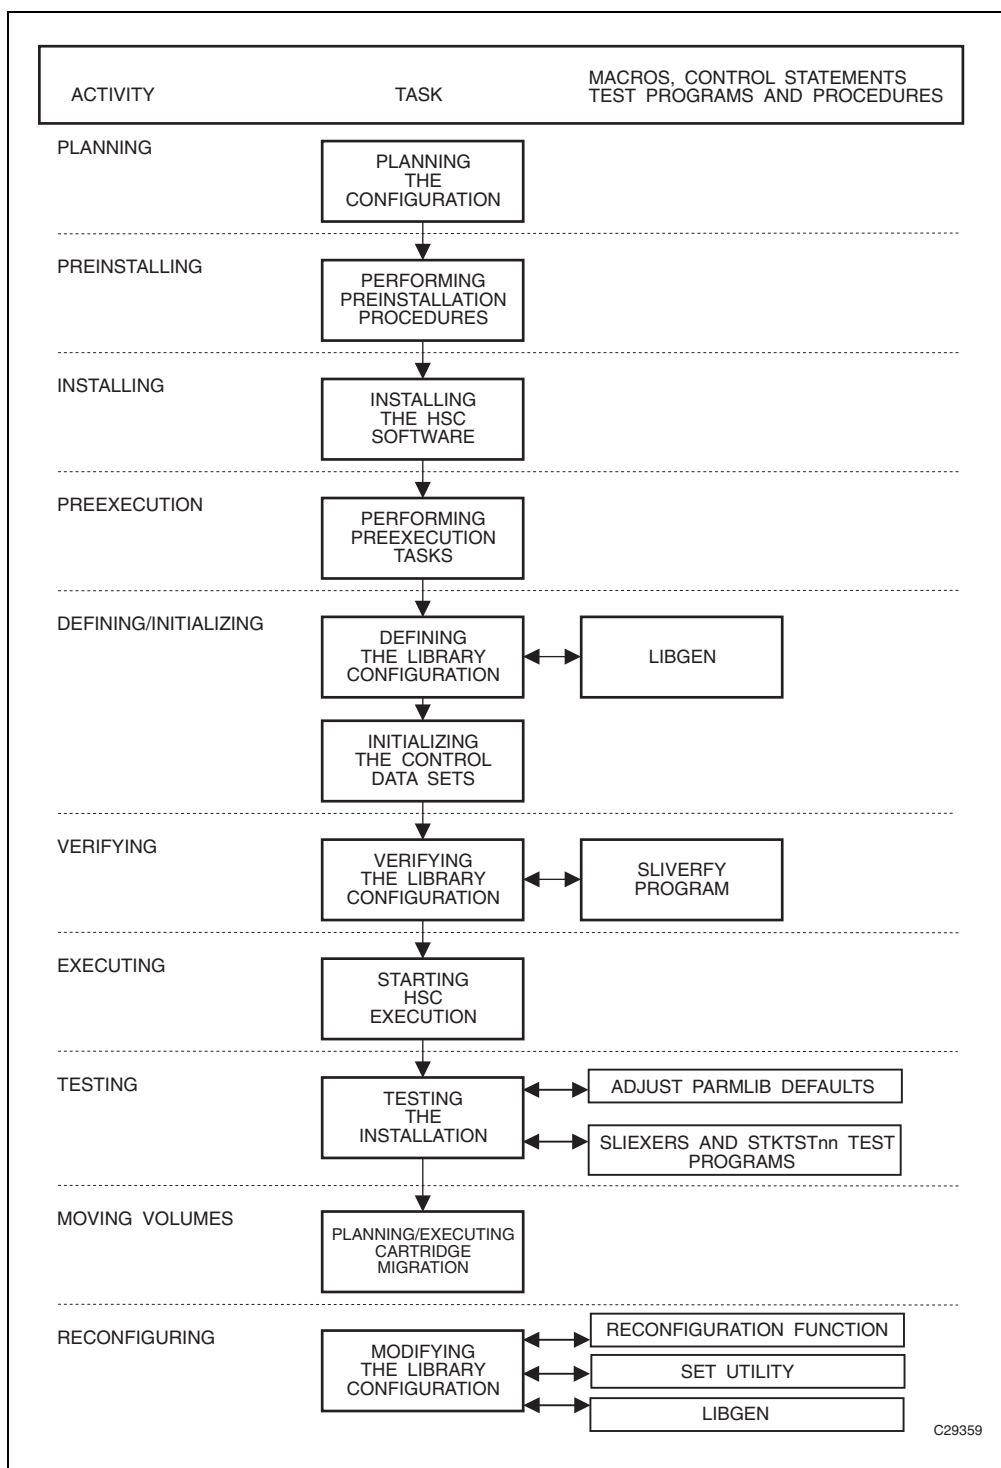 ACTIVITY
TASK
MACROS, CONTROL STATEMENTS
TEST PROGRAMS AND PROCEDURES
PLANNING
PLANNING
THE
CONFIGURATION
PREINSTALLING
PERFORMING
PREINSTALLATION
PROCEDURES
INSTALLING
INSTALLING
THE HSC
SOFTWARE
PREEXECUTION
PERFORMING
PREEXECUTION
TASKS
DEFINING/INITIALIZING
DEFINING
THE LIBRARY
CONFIGURATION
LIBGEN
INITIALIZING
THE CONTROL
DATA SETS
VERIFYING
VERIFYING
THE LIBRARY
CONFIGURATION
SLIVERFY
PROGRAM
EXECUTING
STARTING
HSC
EXECUTION
TESTING
TESTING
THE
INSTALLATION
ADJUST PARMLIB DEFAULTS
SLIEXERS AND STKTSTnn TEST
PROGRAMS
MOVING VOLUMES
PLANNING/EXECUTING
CARTRIDGE
MIGRATION
RECONFIGURING
MODIFYING
THE LIBRARY
CONFIGURATION
RECONFIGURATION FUNCTION
SET UTILITY
LIBGEN
C29359